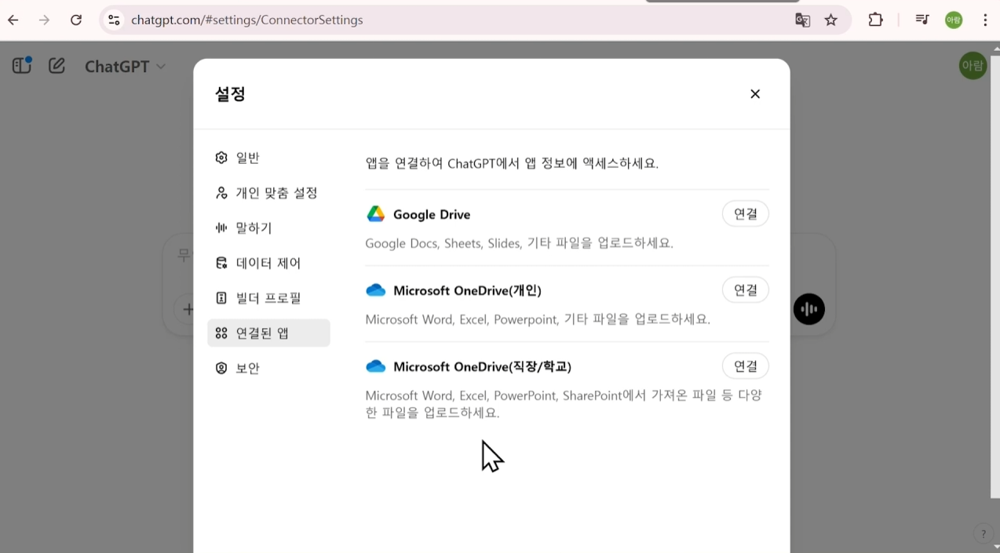 chatgpt.com/#settings/ConnectorSettings
아람
ChatGPT
아람
설정
일반
개인 맞춤 설정
말하기
데이터 제어
빌더 프로필
연결된 앱
보안
앱을 연결하여 ChatGPT에서 앱 정보에 액세스하세요.
Google Drive
연결
Google Docs, Sheets, Slides, 기타 파일을 업로드하세요.
Microsoft OneDrive(개인)
연결
Microsoft Word, Excel, Powerpoint, 기타 파일을 업로드하세요.
Microsoft OneDrive(직장/학교)
연결
Microsoft Word, Excel, PowerPoint, SharePoint에서 가져온 파일 등 다양
한 파일을 업로드하세요.
무
?